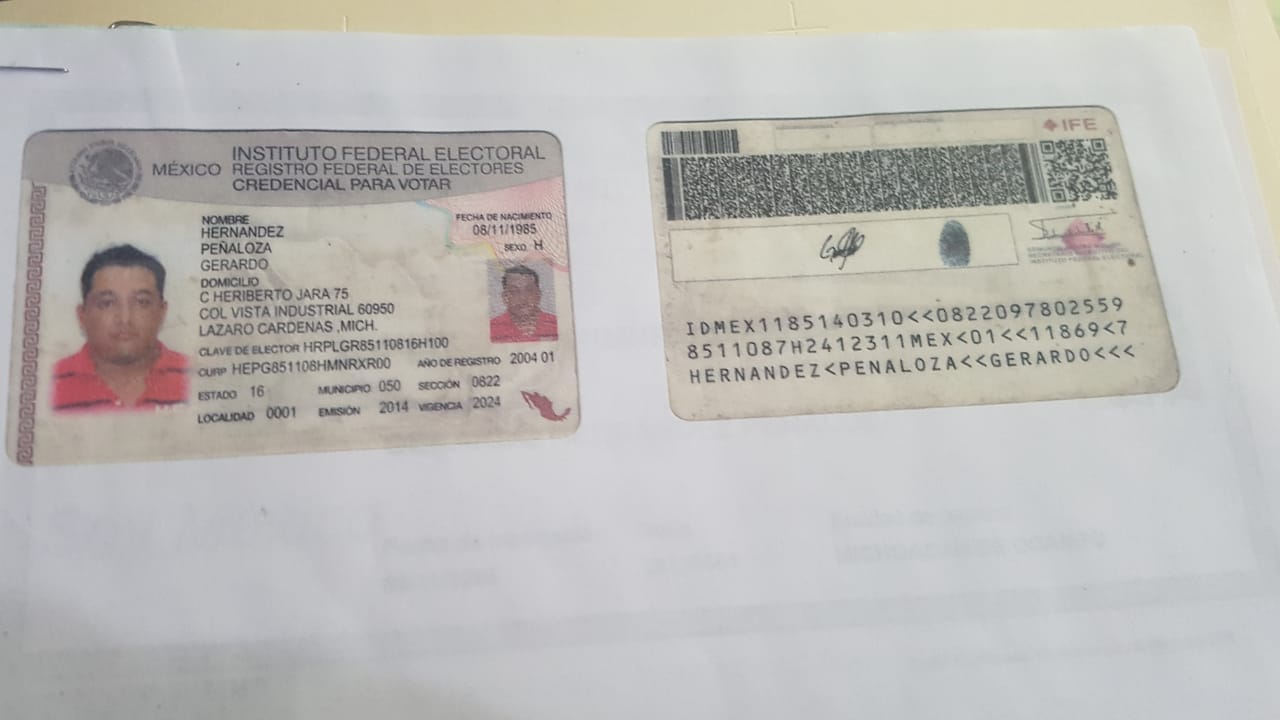 MÉXICO
INSTITUTO FEDERAL ELECTORAL
REGISTRO FEDERAL DE ELECTORES
CREDENCIAL PARA VOTAR
NOMBRE
HERNANDEZ
PEÑALOZA
GERARDO
FECHA DE NACIMIENTO
08/11/1985
SEXO H
DOMICILIO
C HERIBERTO JARA 75
COL VISTA INDUSTRIAL 60950
LAZARO CARDENAS ,MICH.
CLAVE DE ELECTOR HRPLGR85110816H100
CURP HEPG851108HMNRXR00 AÑO DE REGISTRO 2004 01
ESTADO 16 MUNICIPIO 050 SECCIÓN 0822
LOCALIDAD 0001 EMISIÓN 2014 VIGENCIA 2024
IFE
INSTITUTO FEDERAL ELECTORAL
IDMEX1185140310<<0822097802559
8511087H2412311MEX<01<<11869<7
HERNANDEZ<PENALOZA<<GERARDO<<<